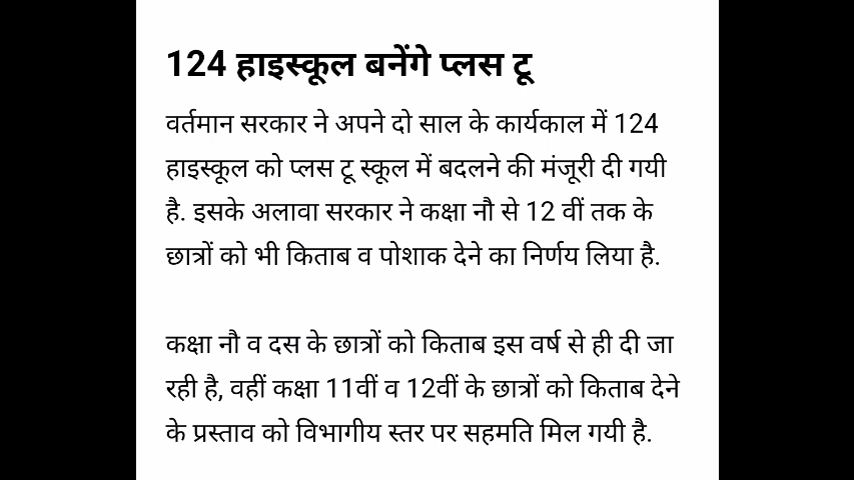 124 हाइस्कूल बनेंगे प्लस टू
वर्तमान सरकार ने अपने दो साल के कार्यकाल में 124
हाइस्कूल को प्लस टू स्कूल में बदलने की मंजूरी दी गयी
है. इसके अलावा सरकार ने कक्षा नौ से 12 वीं तक के
छात्रों को भी किताब व पोशाक देने का निर्णय लिया है.
कक्षा नौ व दस के छात्रों को किताब इस वर्ष से ही दी जा
रही है, वहीं कक्षा 11वीं व 12वीं के छात्रों को किताब देने
के प्रस्ताव को विभागीय स्तर पर सहमति मिल गयी है.